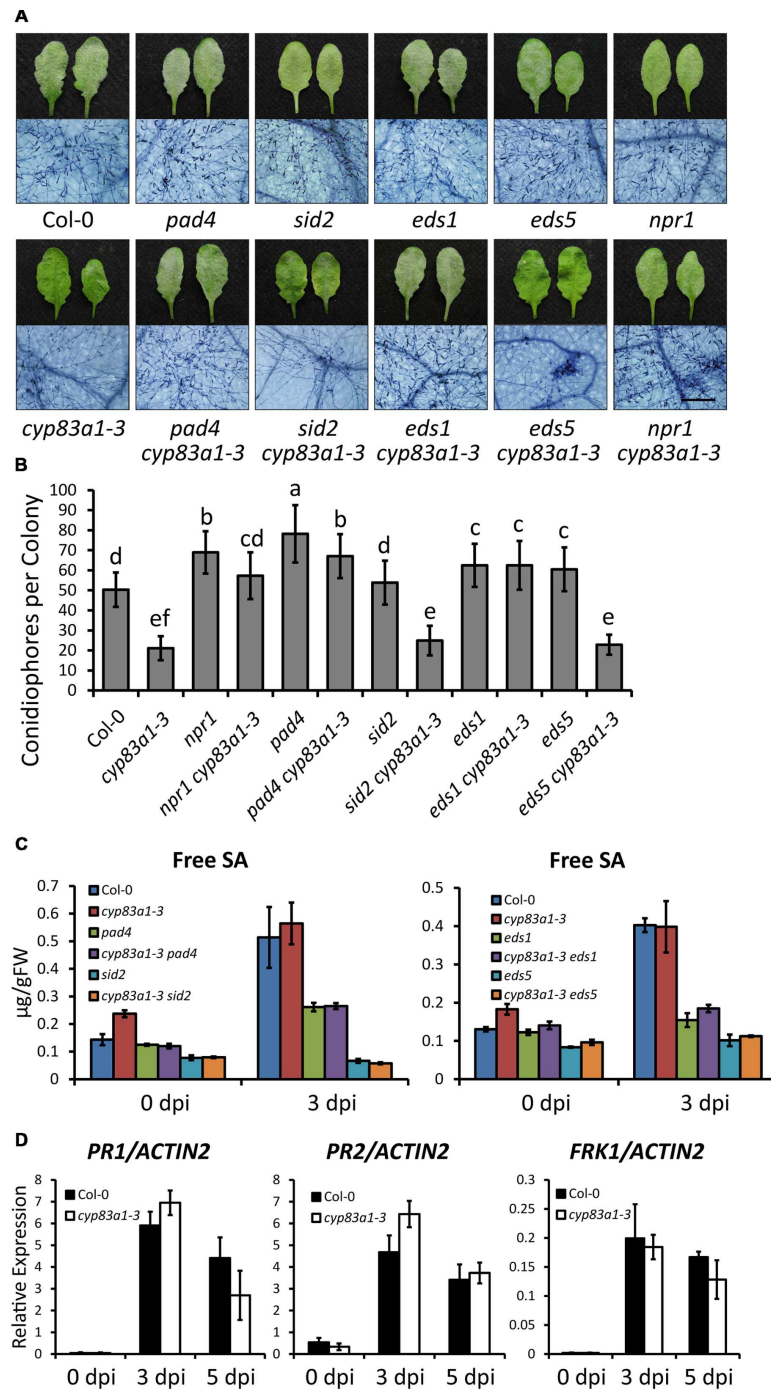 A
Col-0 pad4 sid2 eds1 eds5 npr1
cyp83a1-3 pad4 sid2 eds1 eds5 npr1
cyp83a1-3 cyp83a1-3 cyp83a1-3 cyp83a1-3 cyp83a1-3
B
Conidiophores per Colony
100
90
80
70
60
50
40
30
20
10
0
d ef b cd a b d e c c c e
Col-0
cyp83a1-3
npr1
npr1 cyp83a1-3
pad4
pad4 cyp83a1-3
sid2
sid2 cyp83a1-3
eds1
eds1 cyp83a1-3
eds5
eds5 cyp83a1-3
C
Free SA
µg/gFW
0.7
0.6
0.5
0.4
0.3
0.2
0.1
0
Col-0
cyp83a1-3
pad4
cyp83a1-3 pad4
sid2
cyp83a1-3 sid2
0 dpi 3 dpi
Free SA
0.5
0.4
0.3
0.2
0.1
0
Col-0
cyp83a1-3
eds1
cyp83a1-3 eds1
eds5
cyp83a1-3 eds5
0 dpi 3 dpi
D
PR1/ACTIN2
Relative Expression
8
7
6
5
4
3
2
1
0
Col-0
cyp83a1-3
0 dpi 3 dpi 5 dpi
PR2/ACTIN2
8
7
6
5
4
3
2
1
0
Col-0
cyp83a1-3
0 dpi 3 dpi 5 dpi
FRK1/ACTIN2
0.3
0.25
0.2
0.15
0.1
0.05
0
Col-0
cyp83a1-3
0 dpi 3 dpi 5 dpi